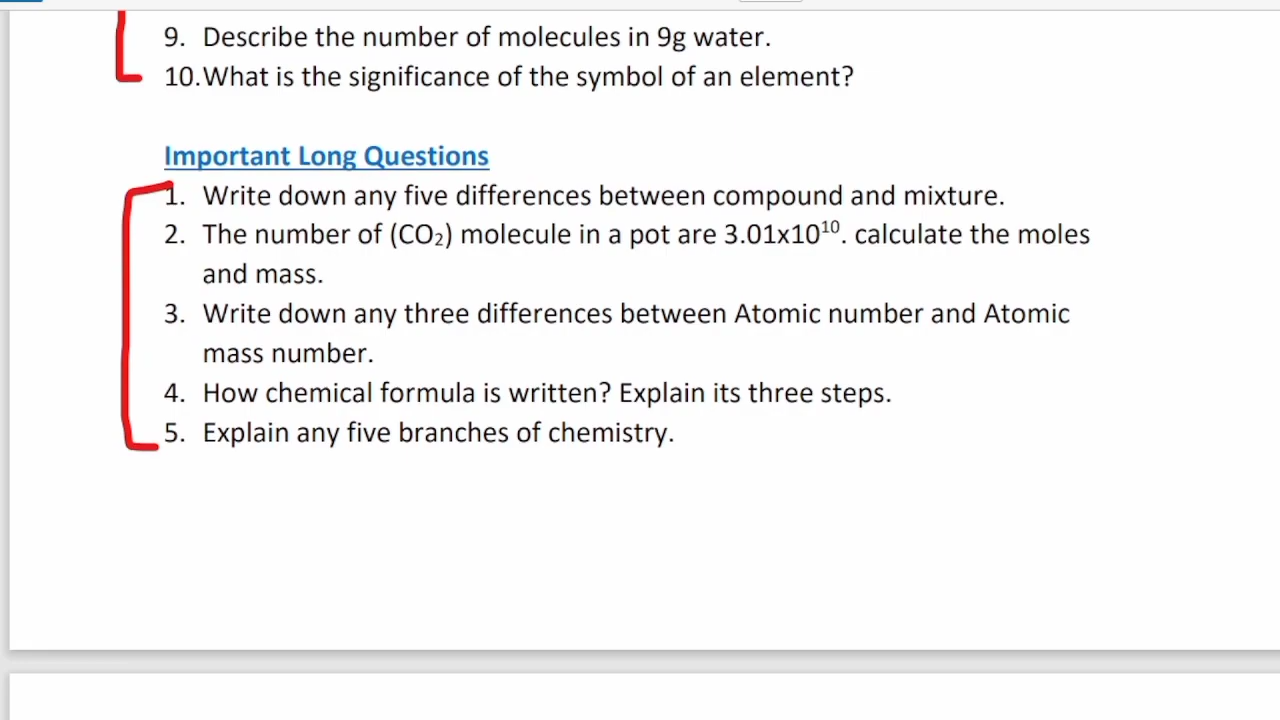 9. Describe the number of molecules in 9g water.
10.What is the significance of the symbol of an element?
Important Long Questions
1. Write down any five differences between compound and mixture.
2. The number of (CO₂) molecule in a pot are 3.01x10¹⁰. calculate the moles
and mass.
3. Write down any three differences between Atomic number and Atomic
mass number.
4. How chemical formula is written? Explain its three steps.
5. Explain any five branches of chemistry.